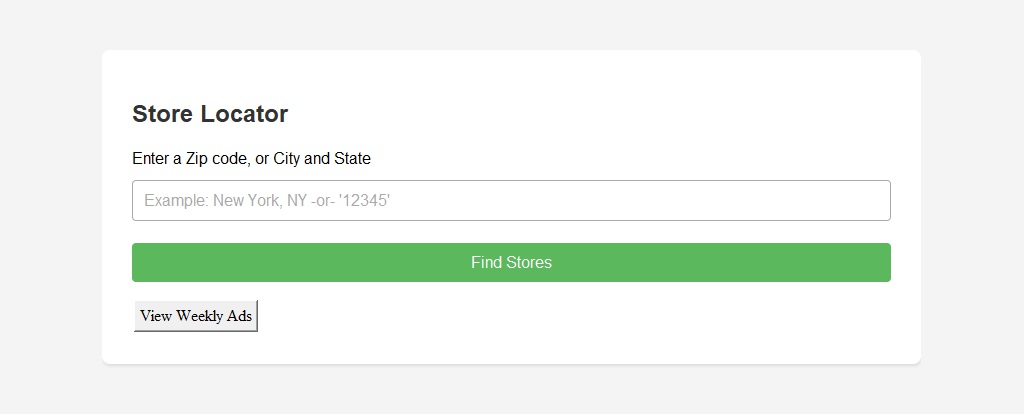 Store Locator
Enter a Zip code, or City and State
Example: New York, NY -or- '12345'
Find Stores
View Weekly Ads